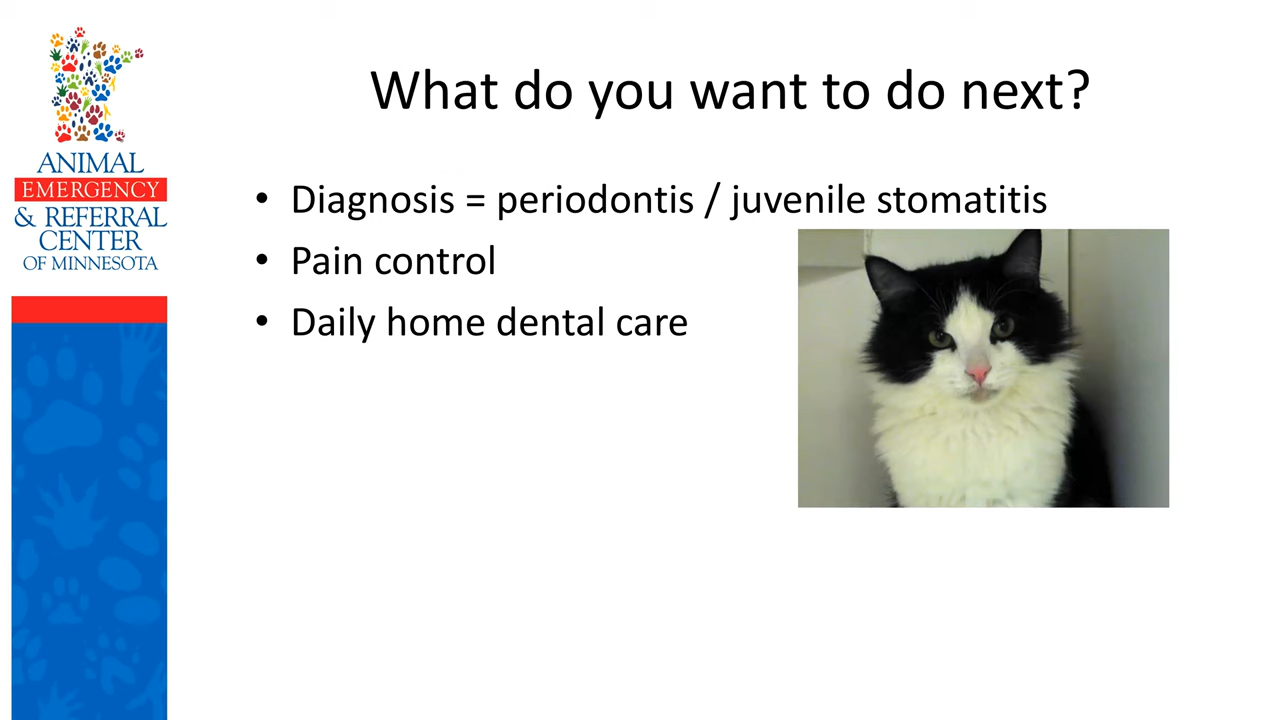 ANIMAL
EMERGENCY
& REFERRAL
CENTER
OF MINNESOTA
What do you want to do next?
• Diagnosis = periodontis / juvenile stomatitis
• Pain control
• Daily home dental care